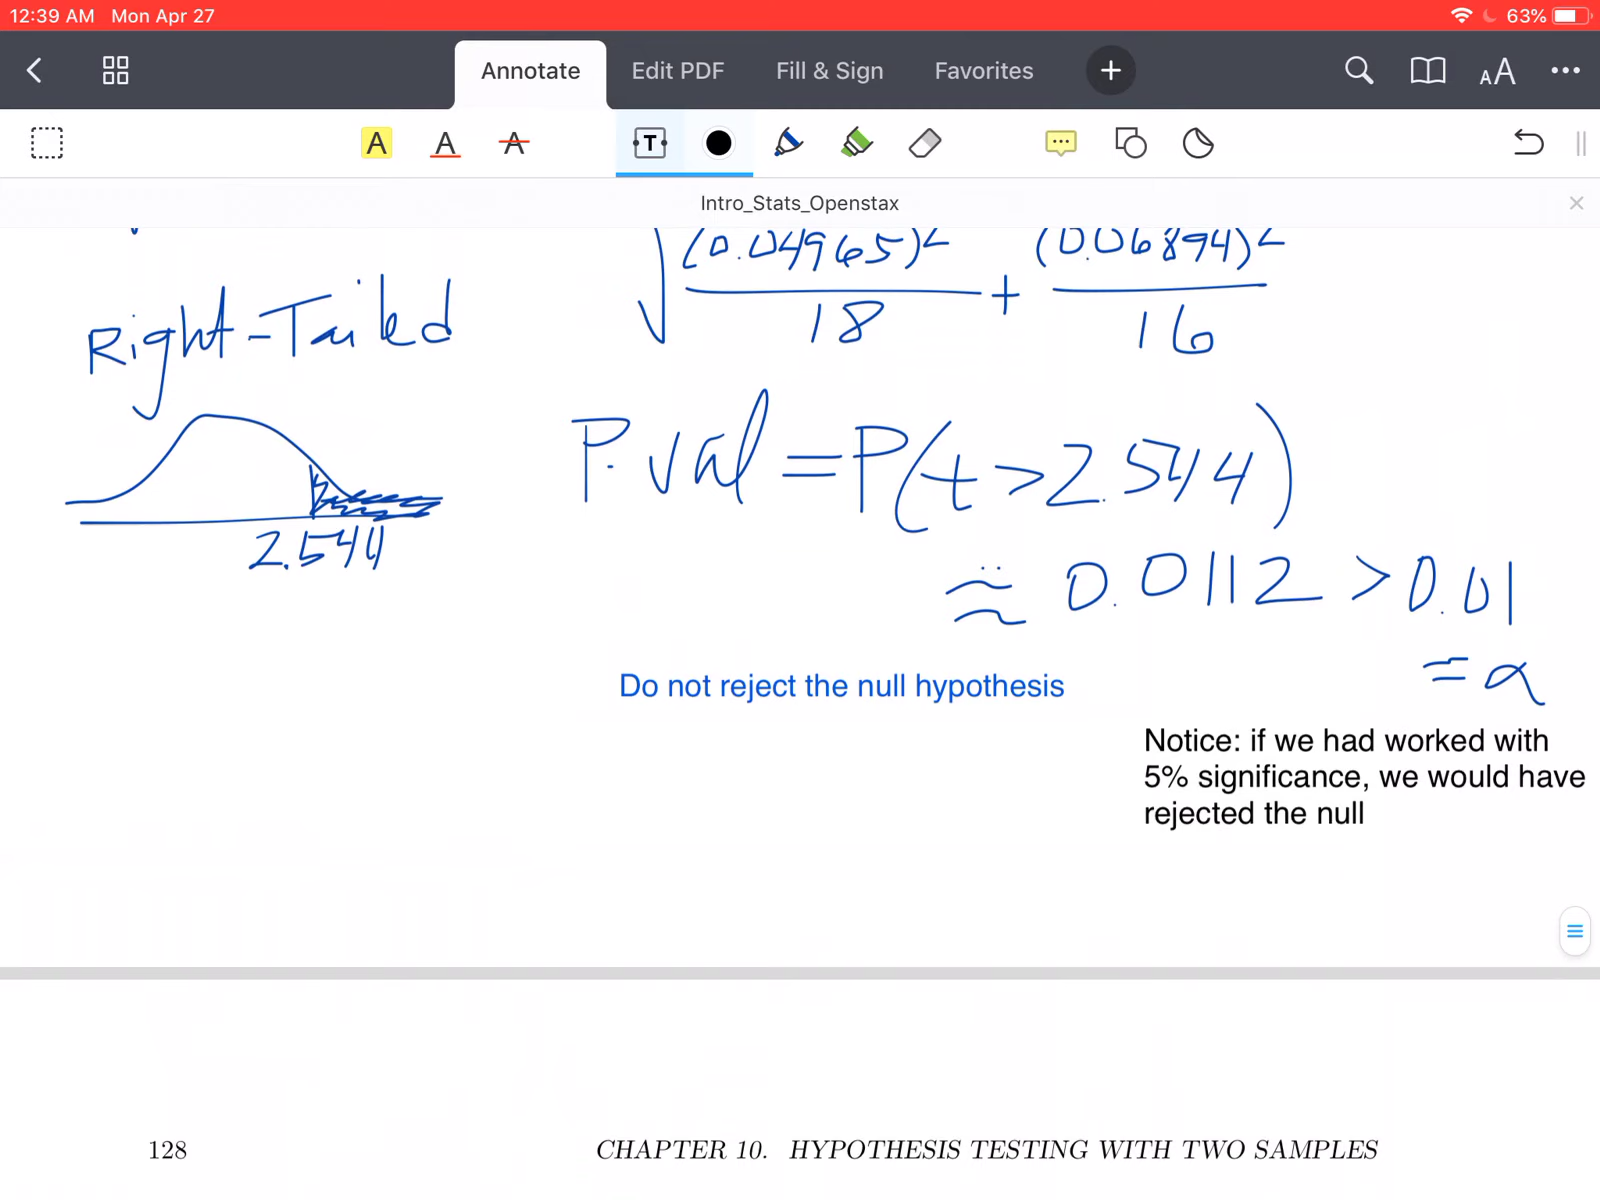 12:39 AM Mon Apr 27 63%
Annotate Edit PDF Fill & Sign Favorites + AA
A A A T
Intro_Stats_Openstax
√ (0.04965)² / 18 + (0.06894)² / 16
Right-Tailed
2.544
P.val = P(t > 2.544)
≈ 0.0112 > 0.01
= α
Do not reject the null hypothesis
Notice: if we had worked with
5% significance, we would have
rejected the null
128 CHAPTER 10. HYPOTHESIS TESTING WITH TWO SAMPLES